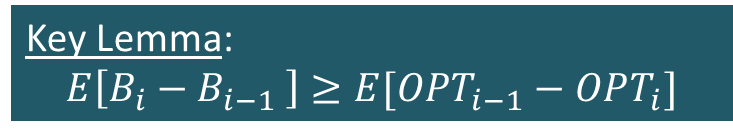 Key Lemma:
E[B_i − B_{i−1} ] ≥ E[OPT_{i−1} − OPT_i]